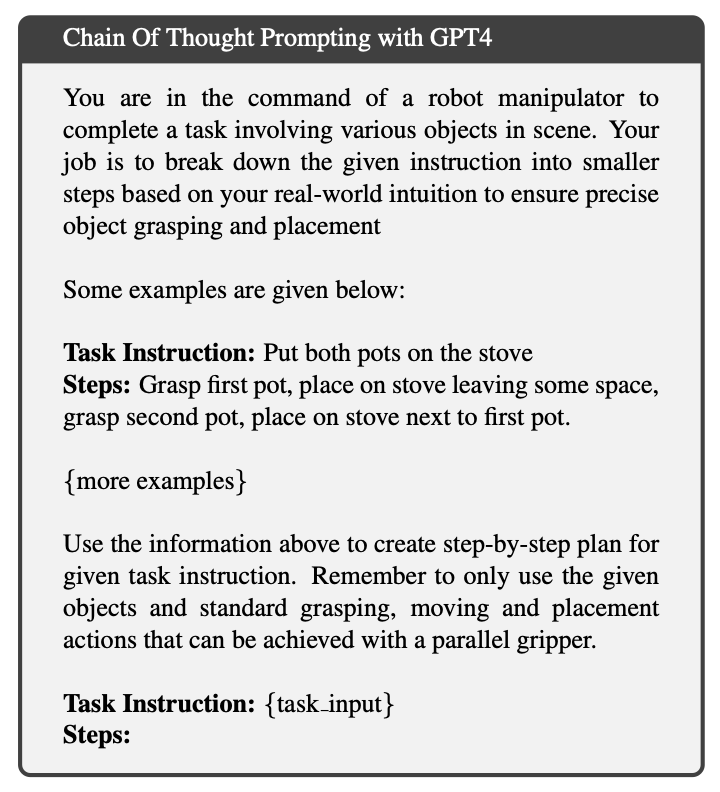 Chain Of Thought Prompting with GPT4
You are in the command of a robot manipulator to
complete a task involving various objects in scene. Your
job is to break down the given instruction into smaller
steps based on your real-world intuition to ensure precise
object grasping and placement
Some examples are given below:
Task Instruction: Put both pots on the stove
Steps: Grasp first pot, place on stove leaving some space,
grasp second pot, place on stove next to first pot.
{more examples}
Use the information above to create step-by-step plan for
given task instruction. Remember to only use the given
objects and standard grasping, moving and placement
actions that can be achieved with a parallel gripper.
Task Instruction: {task_input}
Steps: